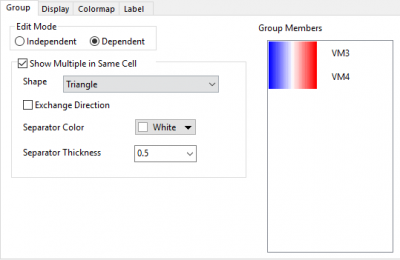 Group Display Colormap Label
Edit Mode
Independent Dependent
Show Multiple in Same Cell
Shape Triangle
Exchange Direction
Separator Color White
Separator Thickness 0.5
Group Members
VM3
VM4